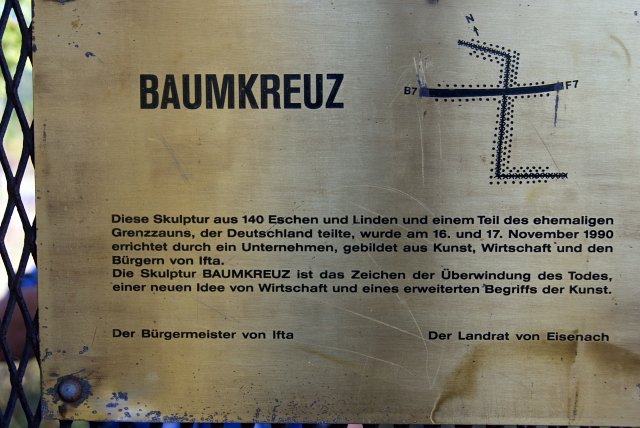 N
BAUMKREUZ
B7
F7
Diese Skulptur aus 140 Eschen und Linden und einem Teil des ehemaligen
Grenzzauns, der Deutschland teilte, wurde am 16. und 17. November 1990
errichtet durch ein Unternehmen, gebildet aus Kunst, Wirtschaft und den
Bürgern von Ifta.
Die Skulptur BAUMKREUZ ist das Zeichen der Überwindung des Todes,
einer neuen Idee von Wirtschaft und eines erweiterten Begriffs der Kunst.
Der Bürgermeister von Ifta
Der Landrat von Eisenach